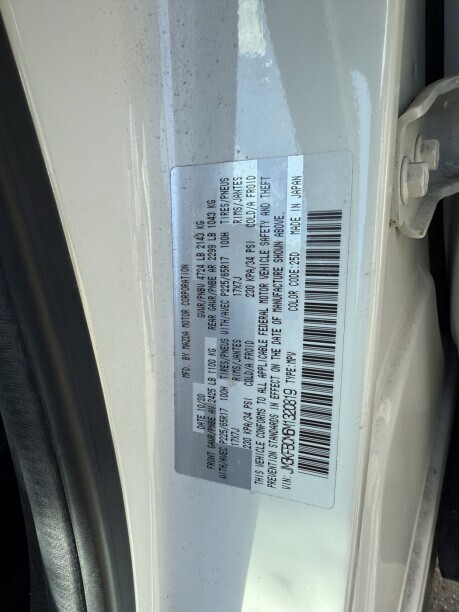 MFD. BY MAZDA MOTOR CORPORATION
DATE 10/20 GVWR/PNBV 4724 LB 2143 KG
FRONT GAWR/PNBE AV 2425 LB 1100 KG REAR GAWR/PNBE AR 2299 LB 1043 KG
WITH/AVEC P225/65R17 100H TIRES/PNEUS WITH/AVEC P225/65R17 100H TIRES/PNEUS
17X7J RIMS/JANTES 17X7J RIMS/JANTES
230 KPA/34 PSI COLD/A FROID 230 KPA/34 PSI COLD/A FROID
THIS VEHICLE CONFORMS TO ALL APPLICABLE FEDERAL MOTOR VEHICLE SAFETY AND THEFT
PREVENTION STANDARDS IN EFFECT ON THE DATE OF MANUFACTURE SHOWN ABOVE.
VIN: TYPE:MPV COLOR CODE:25D MADE IN JAPAN